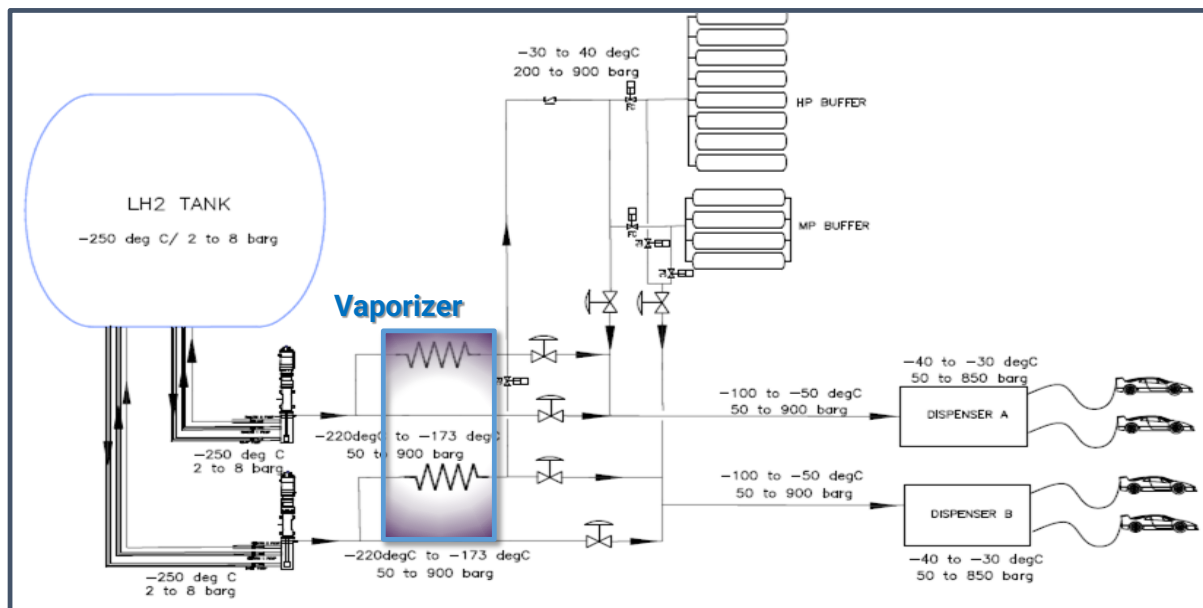 -30 to 40 degC
200 to 900 barg
HP BUFFER
LH2 TANK
-250 deg C/ 2 to 8 barg
FC
MP BUFFER
FC
Vaporizer
-40 to -30 degC
50 to 850 barg
-100 to -50 degC
50 to 900 barg
DISPENSER A
-220degC to -173 degC
50 to 900 barg
-250 deg C
2 to 8 barg
-100 to -50 degC
50 to 900 barg
DISPENSER B
-220degC to -173 degC
50 to 900 barg
-40 to -30 degC
50 to 850 barg
-250 deg C
2 to 8 barg